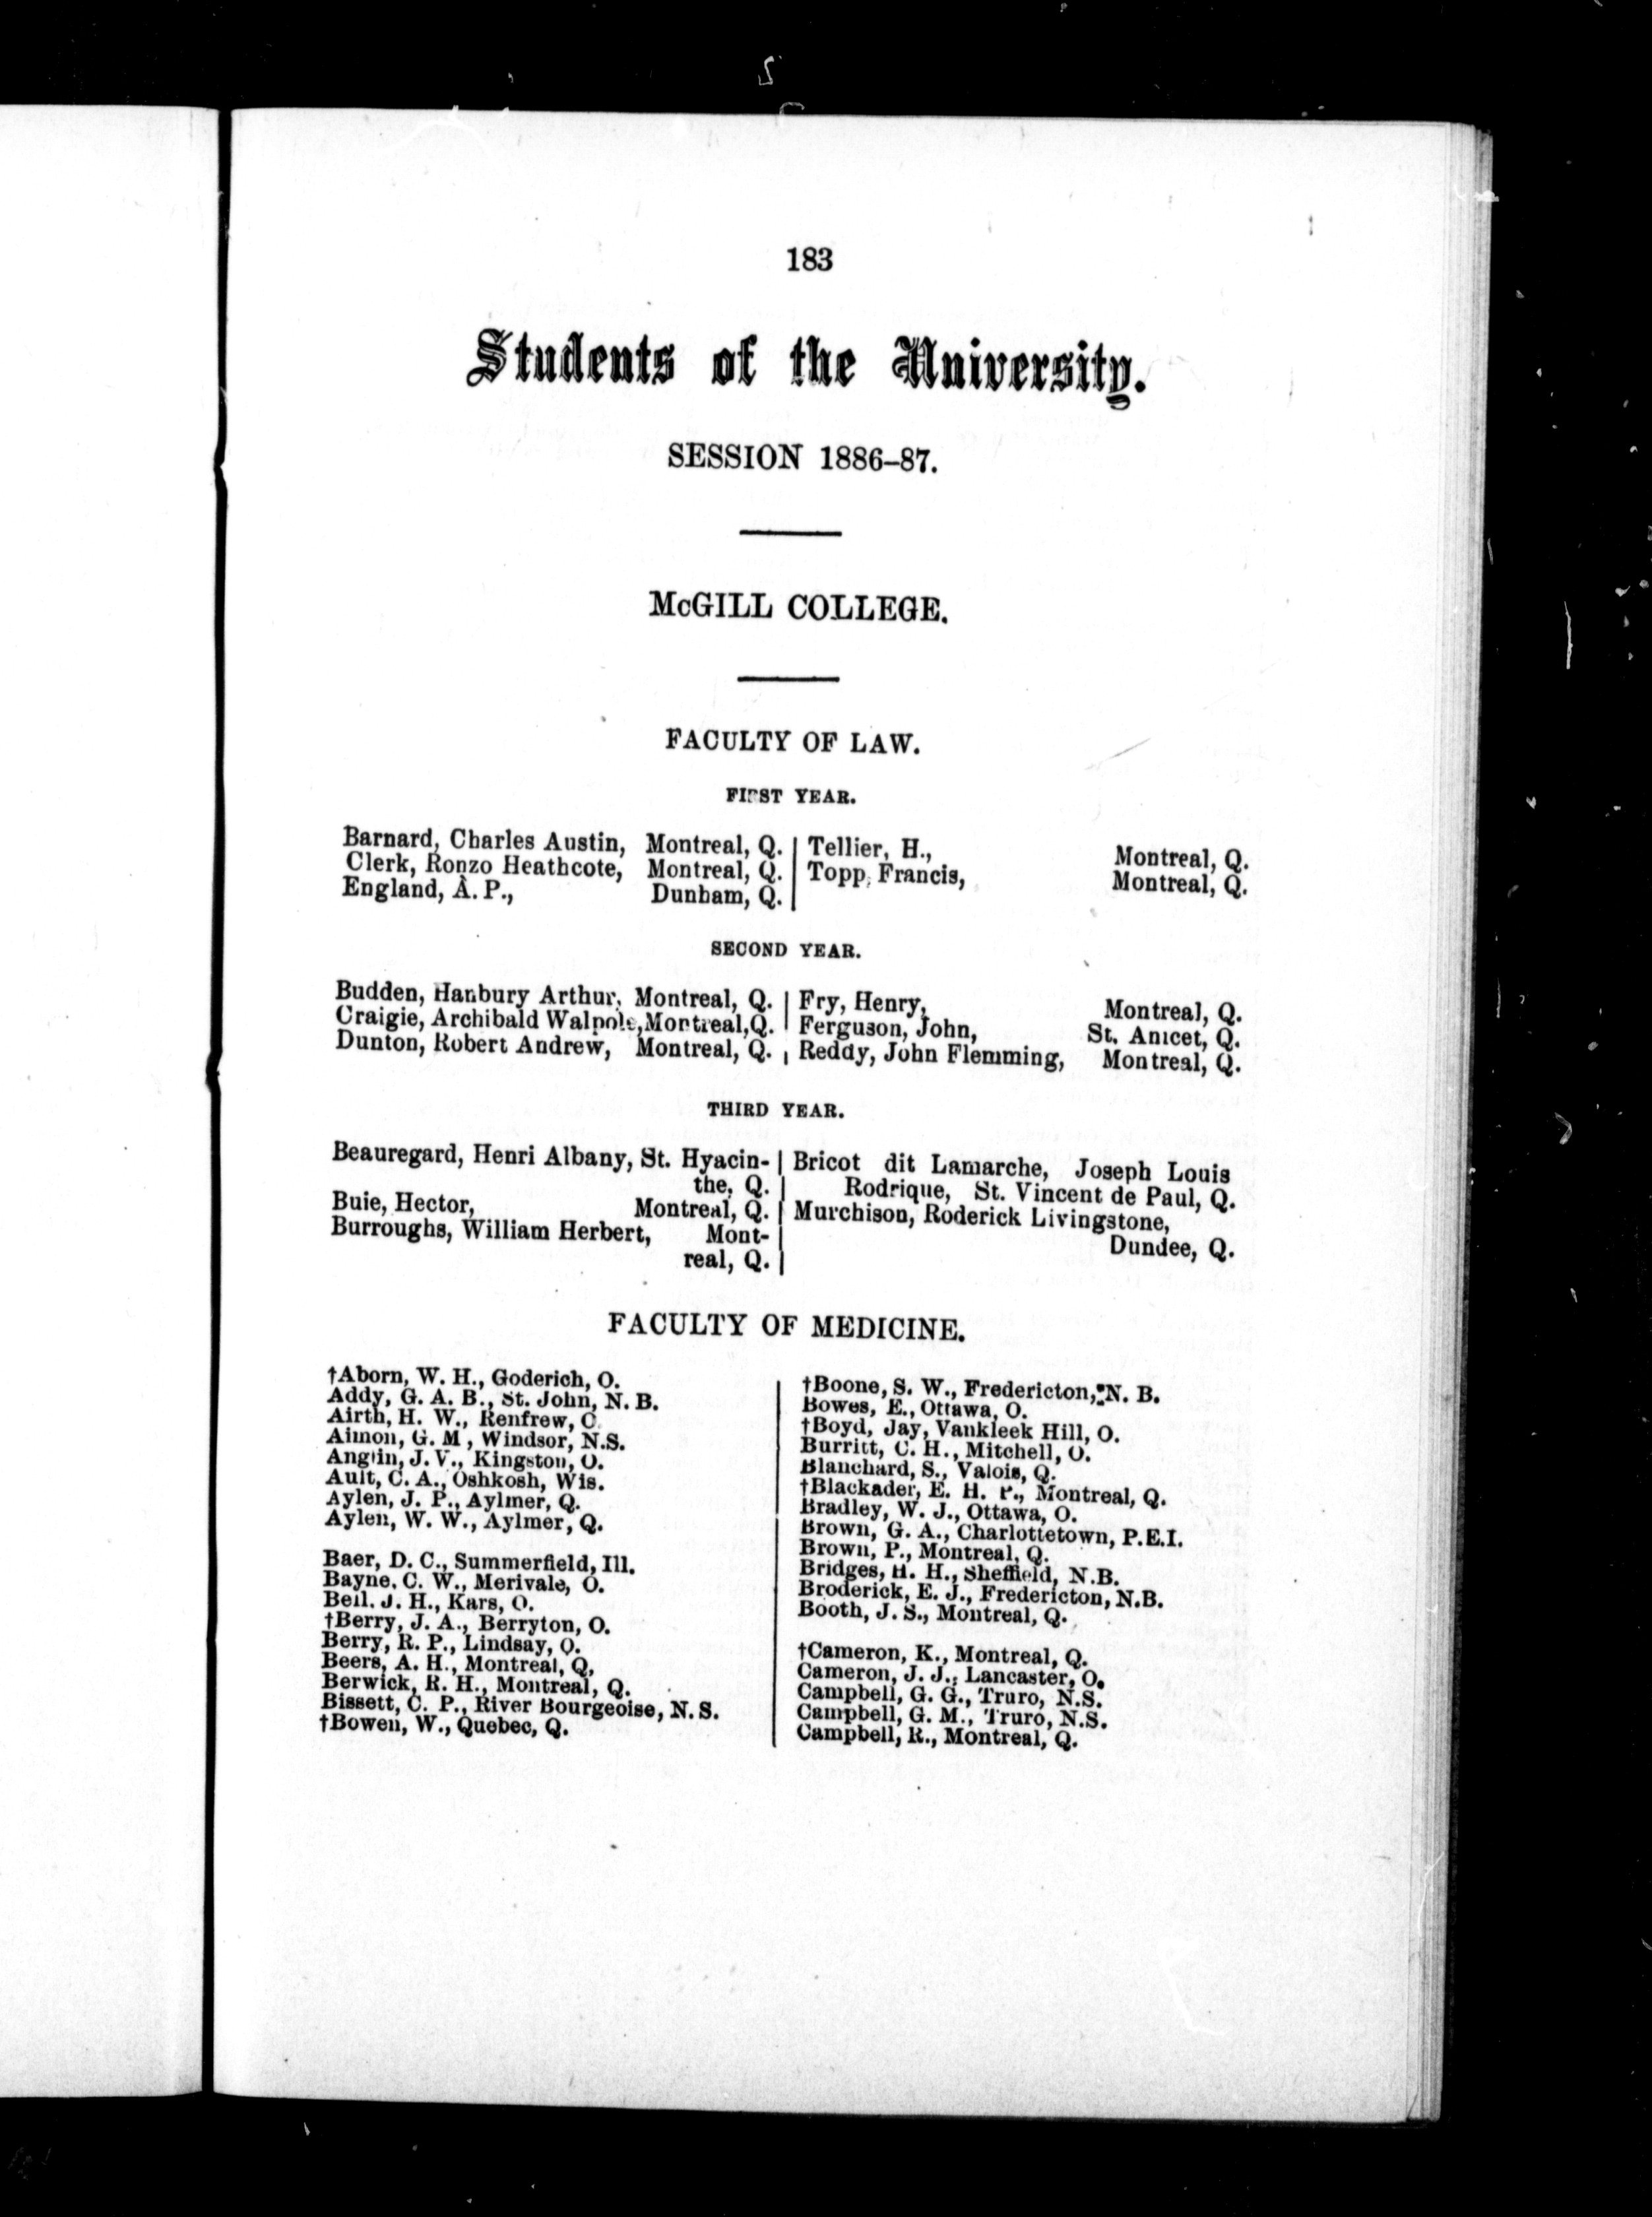 183
Students of the University.
SESSION 1886–87.
McGILL COLLEGE.
FACULTY OF LAW.
FIRST YEAR.
Barnard, Charles Austin, Montreal, Q.
Clerk, Ronzo Heathcote, Montreal, Q.
England, A. P., Dunham, Q.
Tellier, H., Montreal, Q.
Topp, Francis, Montreal, Q.
SECOND YEAR.
Budden, Hanbury Arthur, Montreal, Q.
Craigie, Archibald Walpole, Montreal, Q.
Dunton, Robert Andrew, Montreal, Q.
Fry, Henry, Montreal, Q.
Ferguson, John, St. Anicet, Q.
Reddy, John Flemming, Montreal, Q.
THIRD YEAR.
Beauregard, Henri Albany, St. Hyacin-
the, Q.
Buie, Hector, Montreal, Q.
Burroughs, William Herbert, Mont-
real, Q.
Bricot dit Lamarche, Joseph Louis
Rodrique, St. Vincent de Paul, Q.
Murchison, Roderick Livingstone,
Dundee, Q.
FACULTY OF MEDICINE.
†Aborn, W. H., Goderich, O.
Addy, G. A. B., St. John, N. B.
Airth, H. W., Renfrew, O.
Aimon, G. M., Windsor, N.S.
Anglin, J. V., Kingston, O.
Ault, C. A., Oshkosh, Wis.
Aylen, J. P., Aylmer, Q.
Aylen, W. W., Aylmer, Q.
Baer, D. C., Summerfield, Ill.
Bayne, C. W., Merivale, O.
Bell, J. H., Kars, O.
†Berry, J. A., Berryton, O.
Berry, R. P., Lindsay, O.
Beers, A. H., Montreal, Q.
Berwick, R. H., Montreal, Q.
Bissett, C. P., River Bourgeoise, N. S.
†Bowen, W., Quebec, Q.
†Boone, S. W., Fredericton, N. B.
Bowes, E., Ottawa, O.
†Boyd, Jay, Vankleek Hill, O.
Burritt, C. H., Mitchell, O.
Blanchard, S., Valois, Q.
†Blackader, E. H. P., Montreal, Q.
Bradley, W. J., Ottawa, O.
Brown, G. A., Charlottetown, P.E.I.
Brown, P., Montreal, Q.
Bridges, H. H., Sheffield, N.B.
Broderick, E. J., Fredericton, N.B.
Booth, J. S., Montreal, Q.
†Cameron, K., Montreal, Q.
Cameron, J. J., Lancaster, O.
Campbell, G. G., Truro, N.S.
Campbell, G. M., Truro, N.S.
Campbell, R., Montreal, Q.